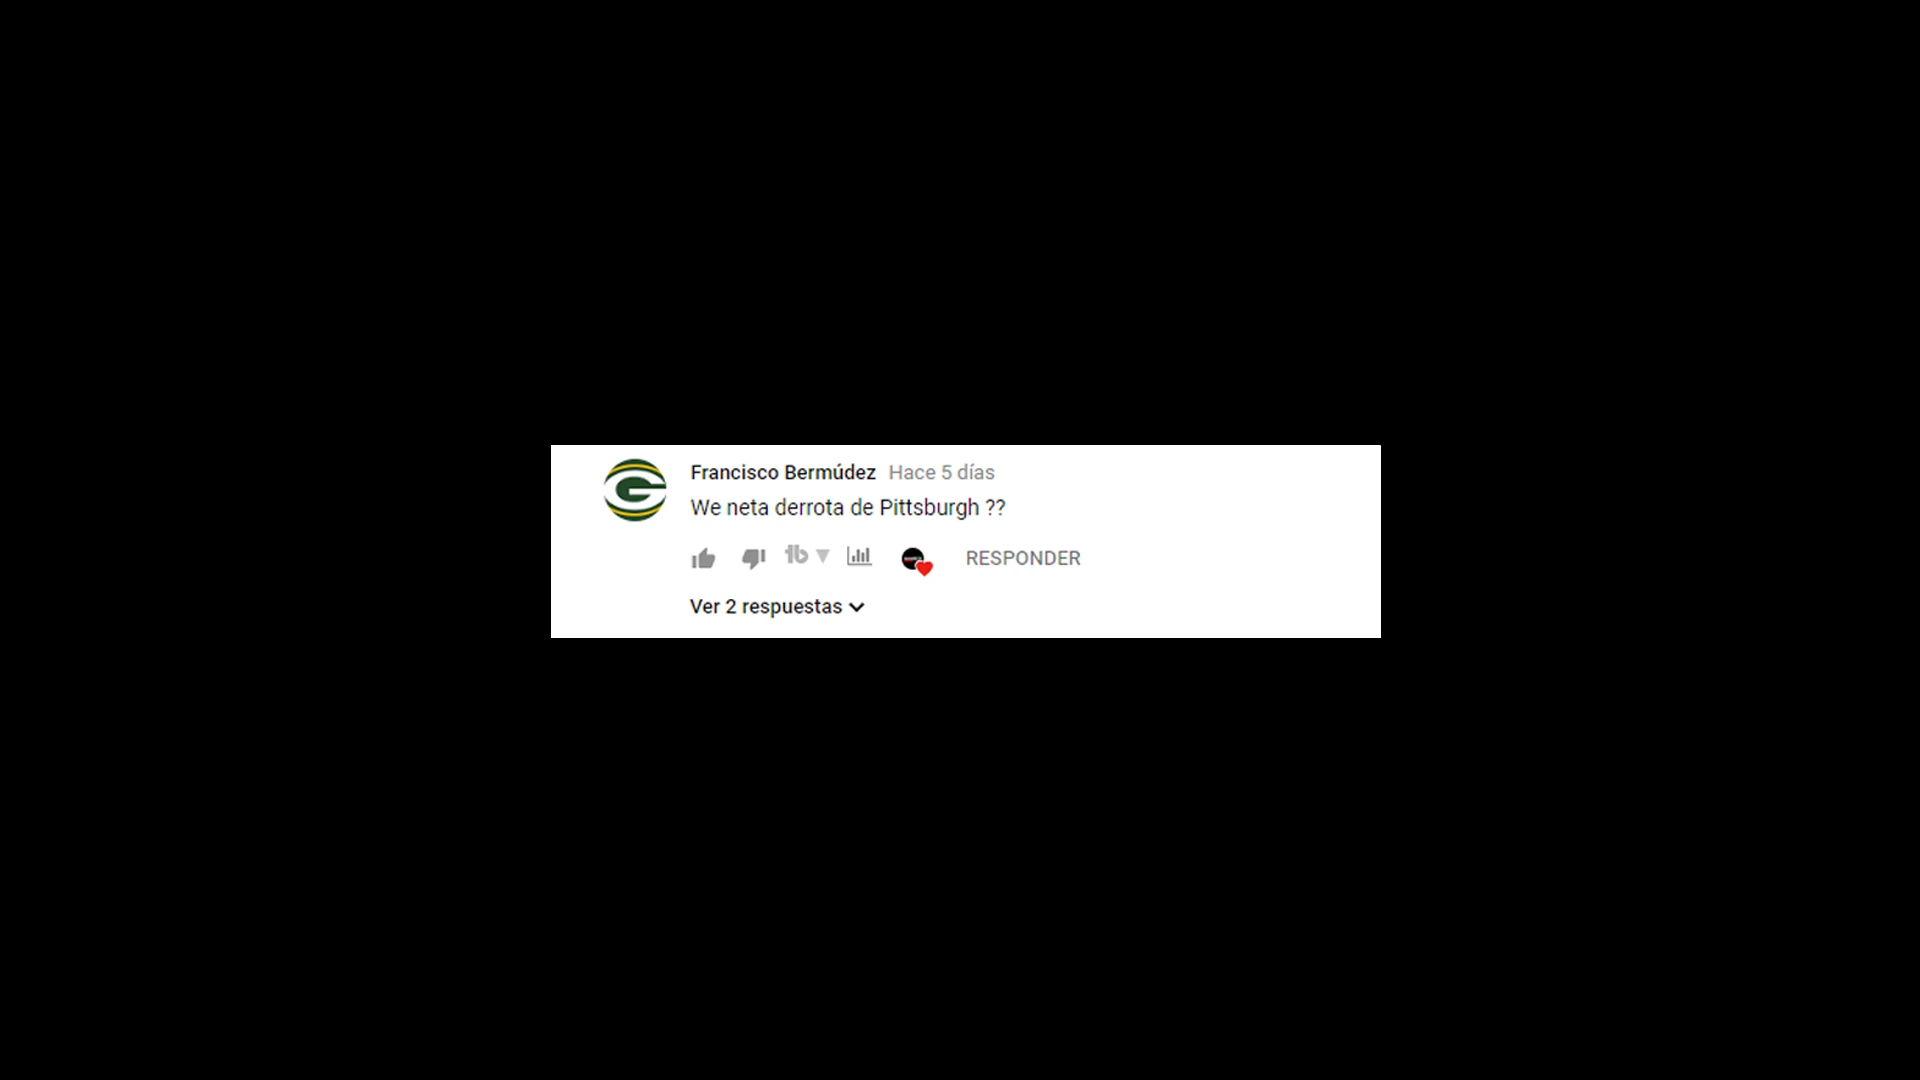 Francisco Bermúdez Hace 5 días
We neta derrota de Pittsburgh ??
RESPONDER
Ver 2 respuestas